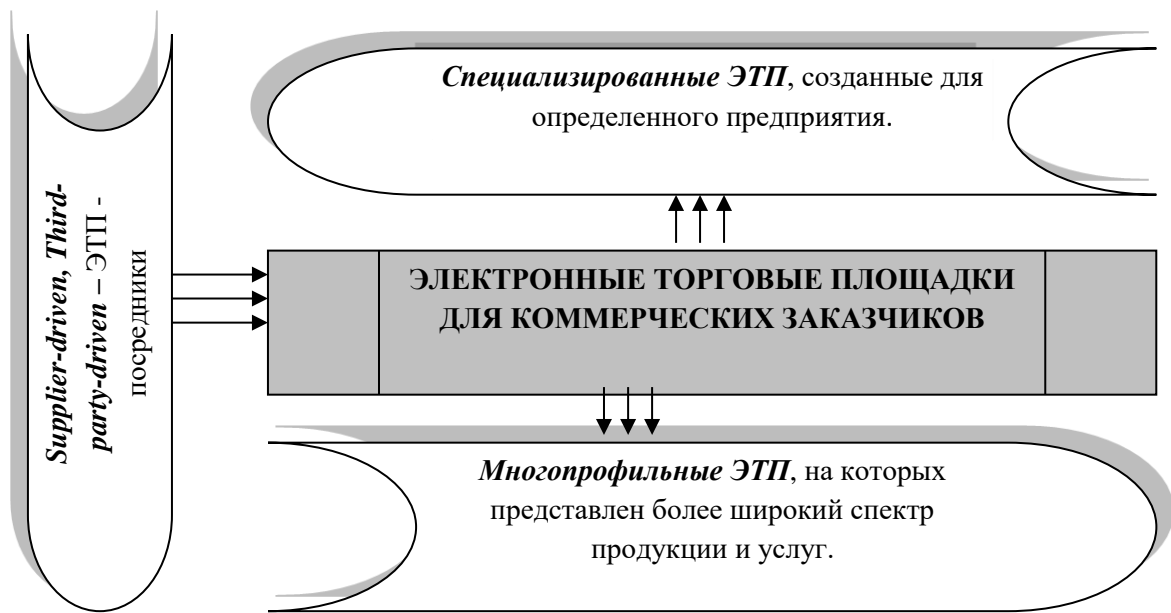 Специализированные ЭТП, созданные для
определенного предприятия.
Supplier-driven, Third-
party-driven – ЭТП -
посредники
ЭЛЕКТРОННЫЕ ТОРГОВЫЕ ПЛОЩАДКИ
ДЛЯ КОММЕРЧЕСКИХ ЗАКАЗЧИКОВ
Многопрофильные ЭТП, на которых
представлен более широкий спектр
продукции и услуг.